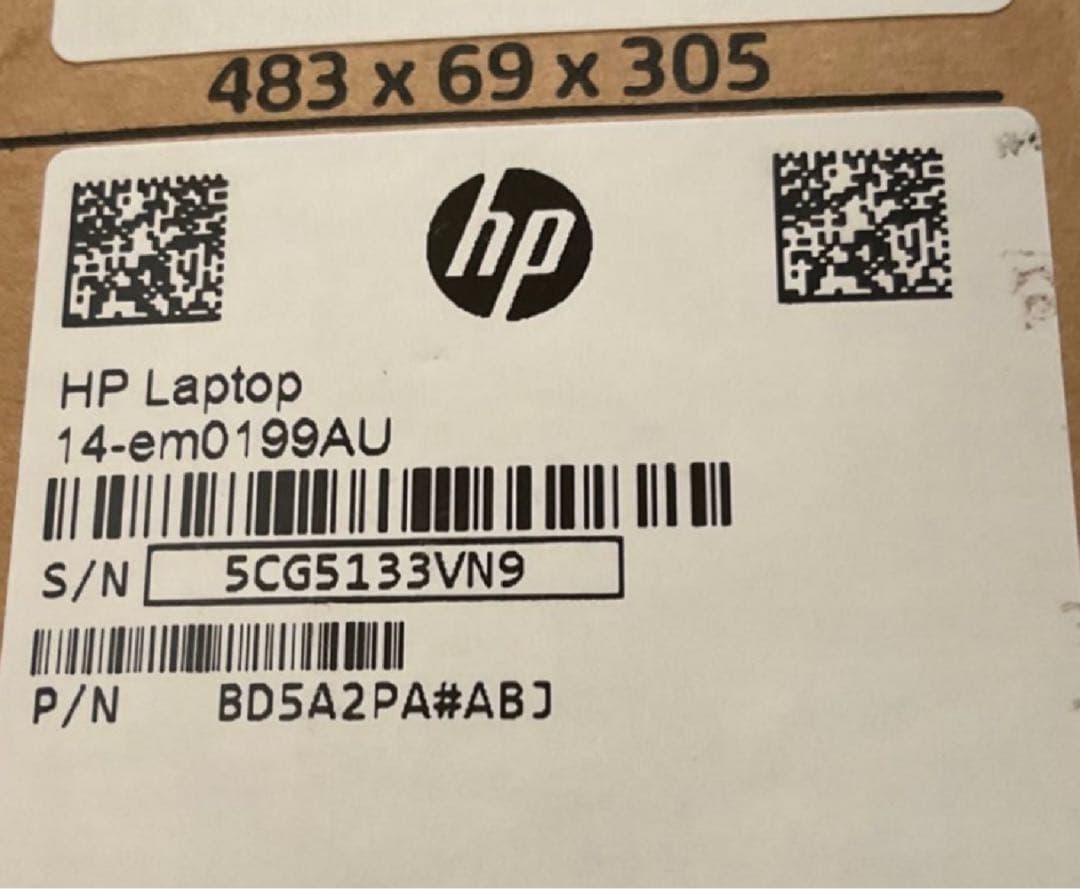 483 x 69 x 305
hp
HP Laptop
14-em0199AU
S/N 5CG5133VN9
P/N BD5A2PA#ABJ